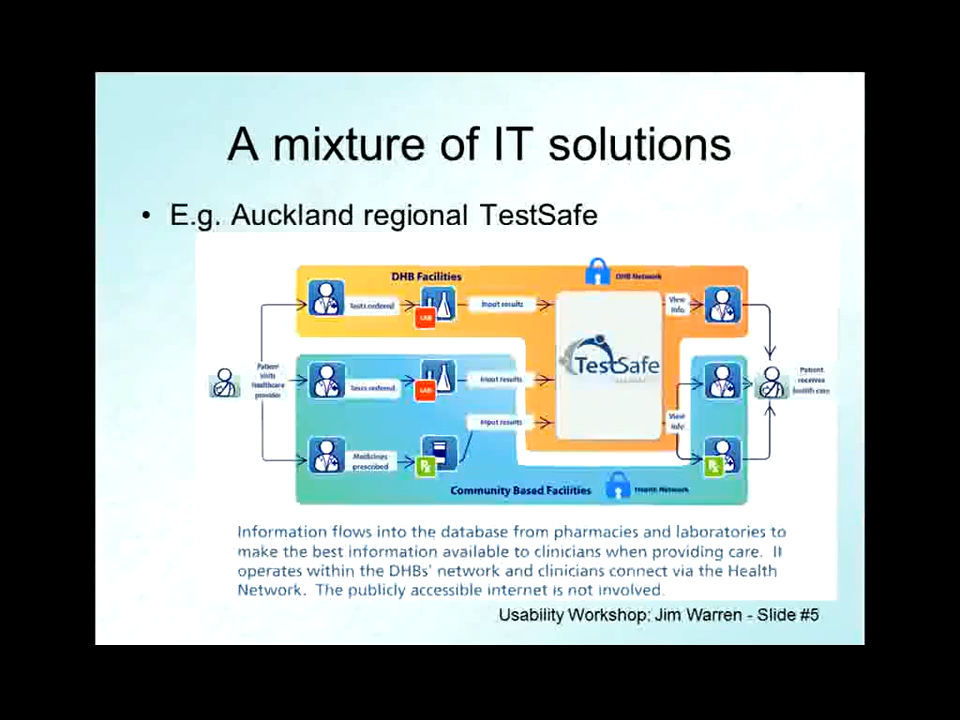 A mixture of IT solutions
• E.g. Auckland regional TestSafe
DHB Facilities
DHB Network
Tests ordered
LAB
Input results
View
Info
Patient
visits
healthcare
provider
Tests ordered
LAB
Input results
TestSafe
Patient
receives
health care
Input results
View
Info
Medicines
prescribed
Rx
Rx
Community Based Facilities
Health Network
Information flows into the database from pharmacies and laboratories to
make the best information available to clinicians when providing care. It
operates within the DHBs' network and clinicians connect via the Health
Network. The publicly accessible internet is not involved.
Usability Workshop: Jim Warren - Slide #5